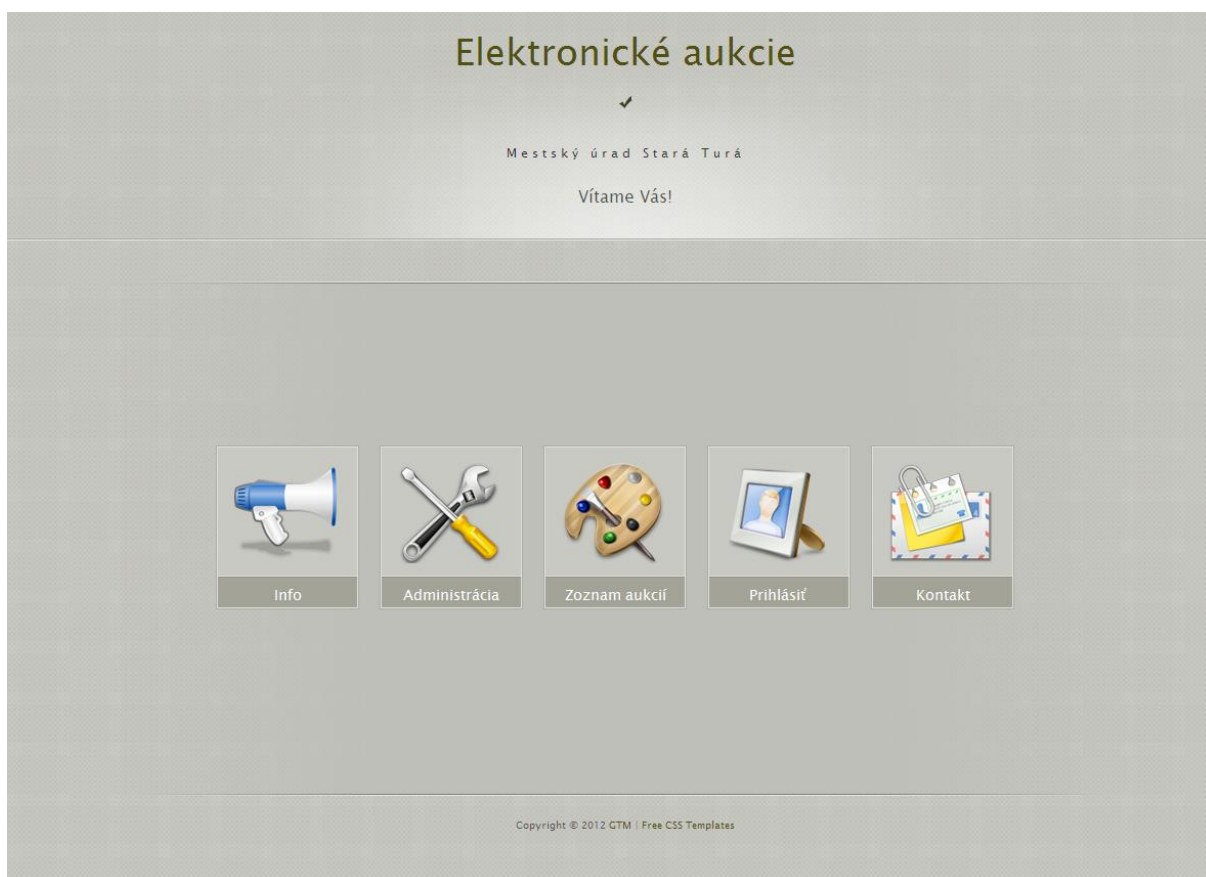 Elektronické aukcie
Mestský úrad Stará Turá
Vítame Vás!
Info
Administrácia
Zoznam aukcií
Prihlásiť
Kontakt
Copyright © 2012 GTM | Free CSS Templates